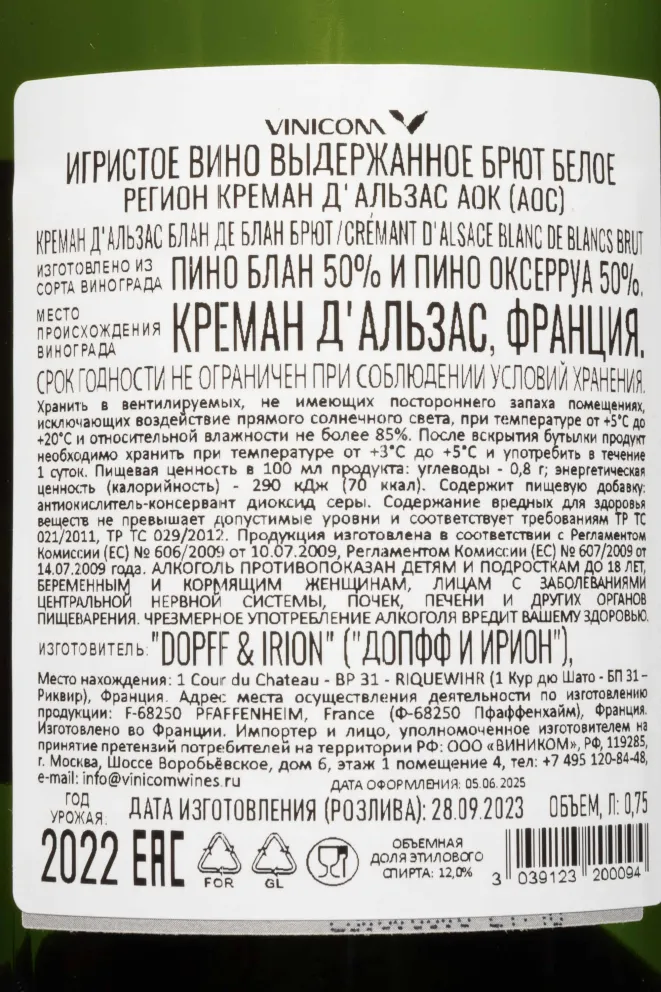 VINICOM
ИГРИСТОЕ ВИНО ВЫДЕРЖАННОЕ БРЮТ БЕЛОЕ
РЕГИОН КРЕМАН Д'АЛЬЗАС АОК (AOC)
КРЕМАН Д'АЛЬЗАС БЛАН ДЕ БЛАН БРЮТ/CRÉMANT D'ALSACE BLANC DE BLANCS BRUT
ИЗГОТОВЛЕНО ИЗ СОРТА ВИНОГРАДА ПИНО БЛАН 50% И ПИНО ОКСЕРРУА 50%.
МЕСТО ПРОИСХОЖДЕНИЯ ВИНОГРАДА КРЕМАН Д'АЛЬЗАС, ФРАНЦИЯ.
СРОК ГОДНОСТИ НЕ ОГРАНИЧЕН ПРИ СОБЛЮДЕНИИ УСЛОВИЙ ХРАНЕНИЯ.
Хранить в вентилируемых, не имеющих постороннего запаха помещениях,
исключающих воздействие прямого солнечного света, при температуре от +5°C до
+20°C и относительной влажности не более 85%. После вскрытия бутылки продукт
необходимо хранить при температуре от +3°C до +5°C и употребить в течение
1 суток. Пищевая ценность в 100 мл продукта: углеводы - 0,8 г; энергетическая
ценность (калорийность) - 290 кДж (70 ккал). Содержит пищевую добавку:
антиокислитель-консервант диоксид серы. Содержание вредных для здоровья
веществ не превышает допустимые уровни и соответствует требованиям ТР ТС
021/2011, ТР ТС 029/2012. Продукция изготовлена в соответствии с Регламентом
Комиссии (ЕС) № 606/2009 от 10.07.2009, Регламентом Комиссии (ЕС) № 607/2009 от
14.07.2009 года. АЛКОГОЛЬ ПРОТИВОПОКАЗАН ДЕТЯМ И ПОДРОСТКАМ ДО 18 ЛЕТ,
БЕРЕМЕННЫМ И КОРМЯЩИМ ЖЕНЩИНАМ, ЛИЦАМ С ЗАБОЛЕВАНИЯМИ
ЦЕНТРАЛЬНОЙ НЕРВНОЙ СИСТЕМЫ, ПОЧЕК, ПЕЧЕНИ И ДРУГИХ ОРГАНОВ
ПИЩЕВАРЕНИЯ. ЧРЕЗМЕРНОЕ УПОТРЕБЛЕНИЕ АЛКОГОЛЯ ВРЕДИТ ВАШЕМУ ЗДОРОВЬЮ.
ИЗГОТОВИТЕЛЬ: "DOPFF & IRION" ("ДОПФФ И ИРИОН"),
Место нахождения: 1 Cour du Chateau - BP 31 - RIQUEWIHR (1 Кур дю Шато - БП 31–
Риквир), Франция. Адрес места осуществления деятельности по изготовлению
продукции: F-68250 PFAFFENHEIM, France (Ф-68250 Пфаффенхайм), Франция.
Изготовлено во Франции. Импортер и лицо, уполномоченное изготовителем на
принятие претензий потребителей на территории РФ: ООО «ВИНИКОМ», РФ, 119285,
г. Москва, Шоссе Воробьёвское, дом 6, этаж 1 помещение 4, тел: +7 495 120-84-48,
e-mail: info@vinicomwines.ru ДАТА ОФОРМЛЕНИЯ: 05.06.2025
ГОД УРОЖАЯ: ДАТА ИЗГОТОВЛЕНИЯ (РОЗЛИВА): 28.09.2023 ОБЪЕМ, Л: 0,75
2022 EAC
FOR
GL
ОБЪЕМНАЯ
ДОЛЯ ЭТИЛОВОГО
СПИРТА: 12,0%
3 039123 200094